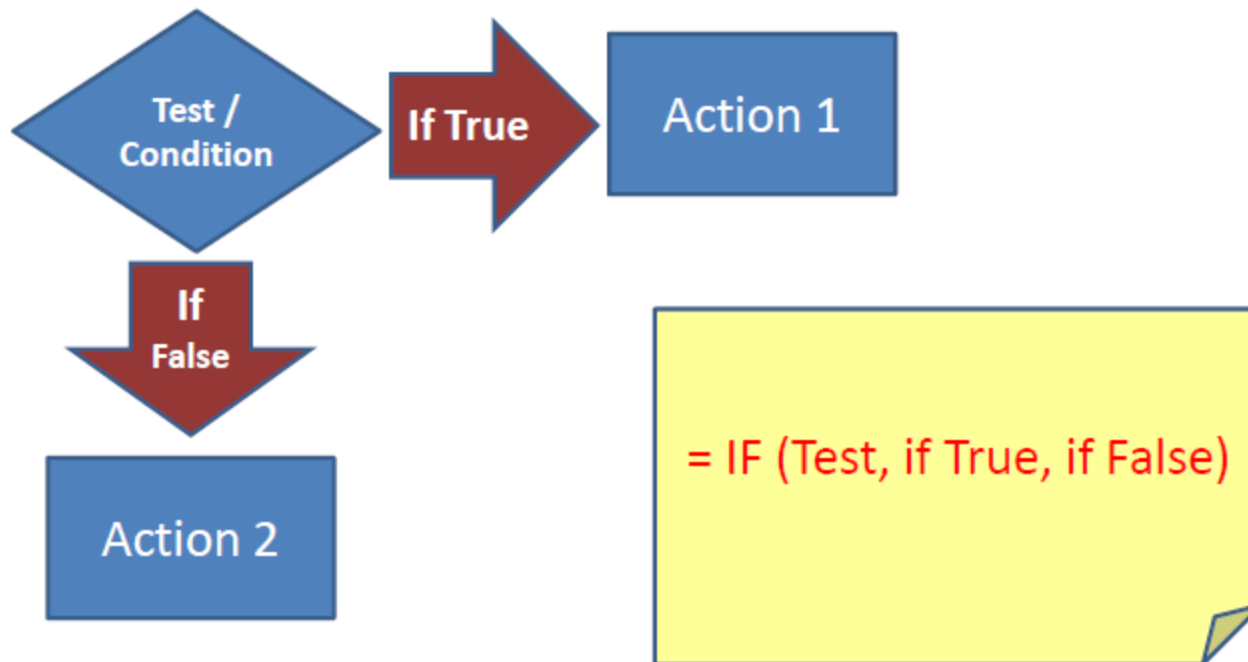 Test /
Condition
If True
Action 1
If
False
Action 2
= IF (Test, if True, if False)